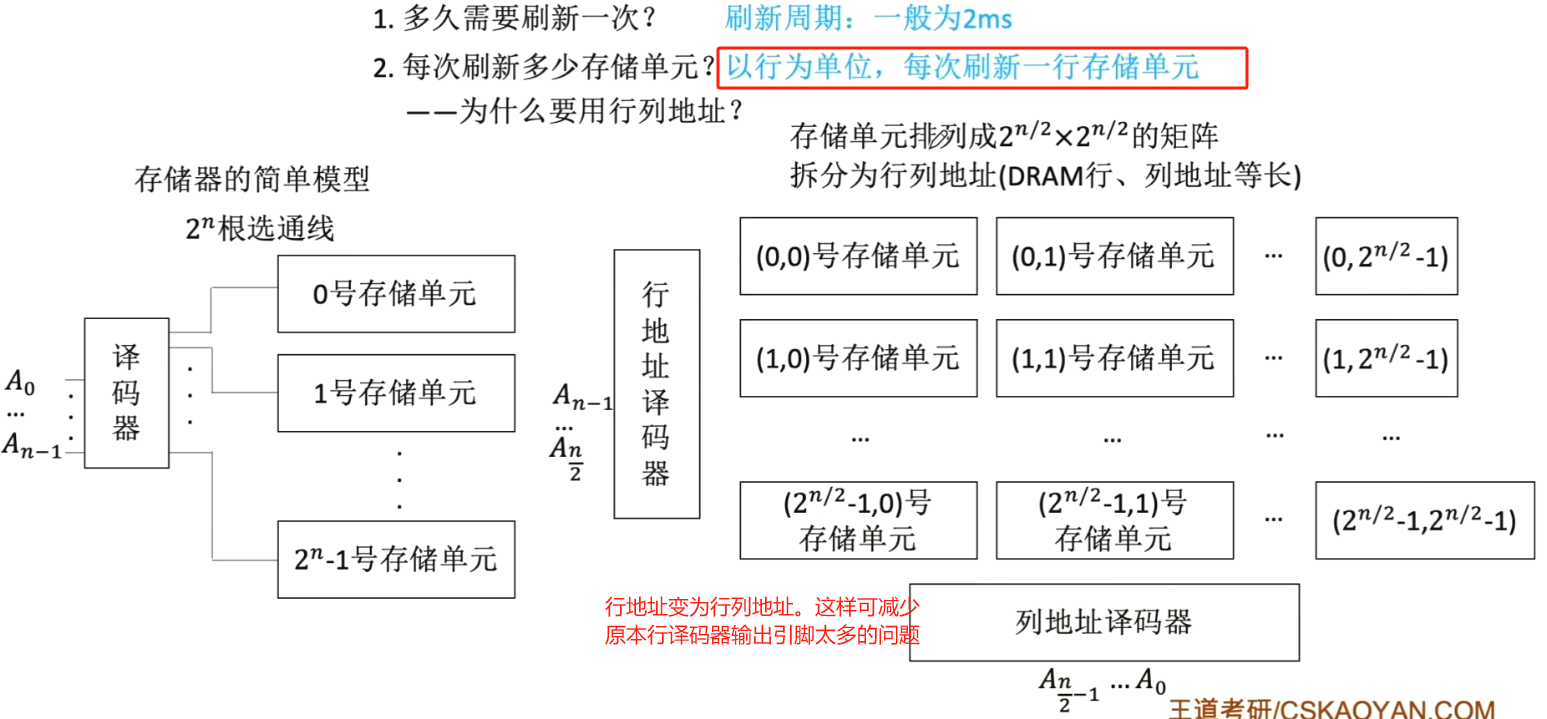 1. 多久需要刷新一次？ 刷新周期：一般为2ms
2. 每次刷新多少存储单元？ 以行为单位，每次刷新一行存储单元
——为什么要用行列地址？
存储单元排列成2^{n/2}×2^{n/2}的矩阵
拆分为行列地址(DRAM行、列地址等长)
存储器的简单模型
2^n根选通线
A_0
...
A_{n-1}
译码器
0号存储单元
1号存储单元
2^n-1号存储单元
A_{n-1}
...
A_{n/2}
行地址译码器
(0,0)号存储单元 (0,1)号存储单元 ... (0, 2^{n/2}-1)
(1,0)号存储单元 (1,1)号存储单元 ... (1, 2^{n/2}-1)
... ... ... ...
(2^{n/2}-1,0)号 (2^{n/2}-1,1)号 ... (2^{n/2}-1,2^{n/2}-1)
存储单元 存储单元
行地址变为行列地址。这样可减少
原本行译码器输出引脚太多的问题
列地址译码器
A_{n/2-1} ...A_0
王道考研/CSKAOYAN.COM